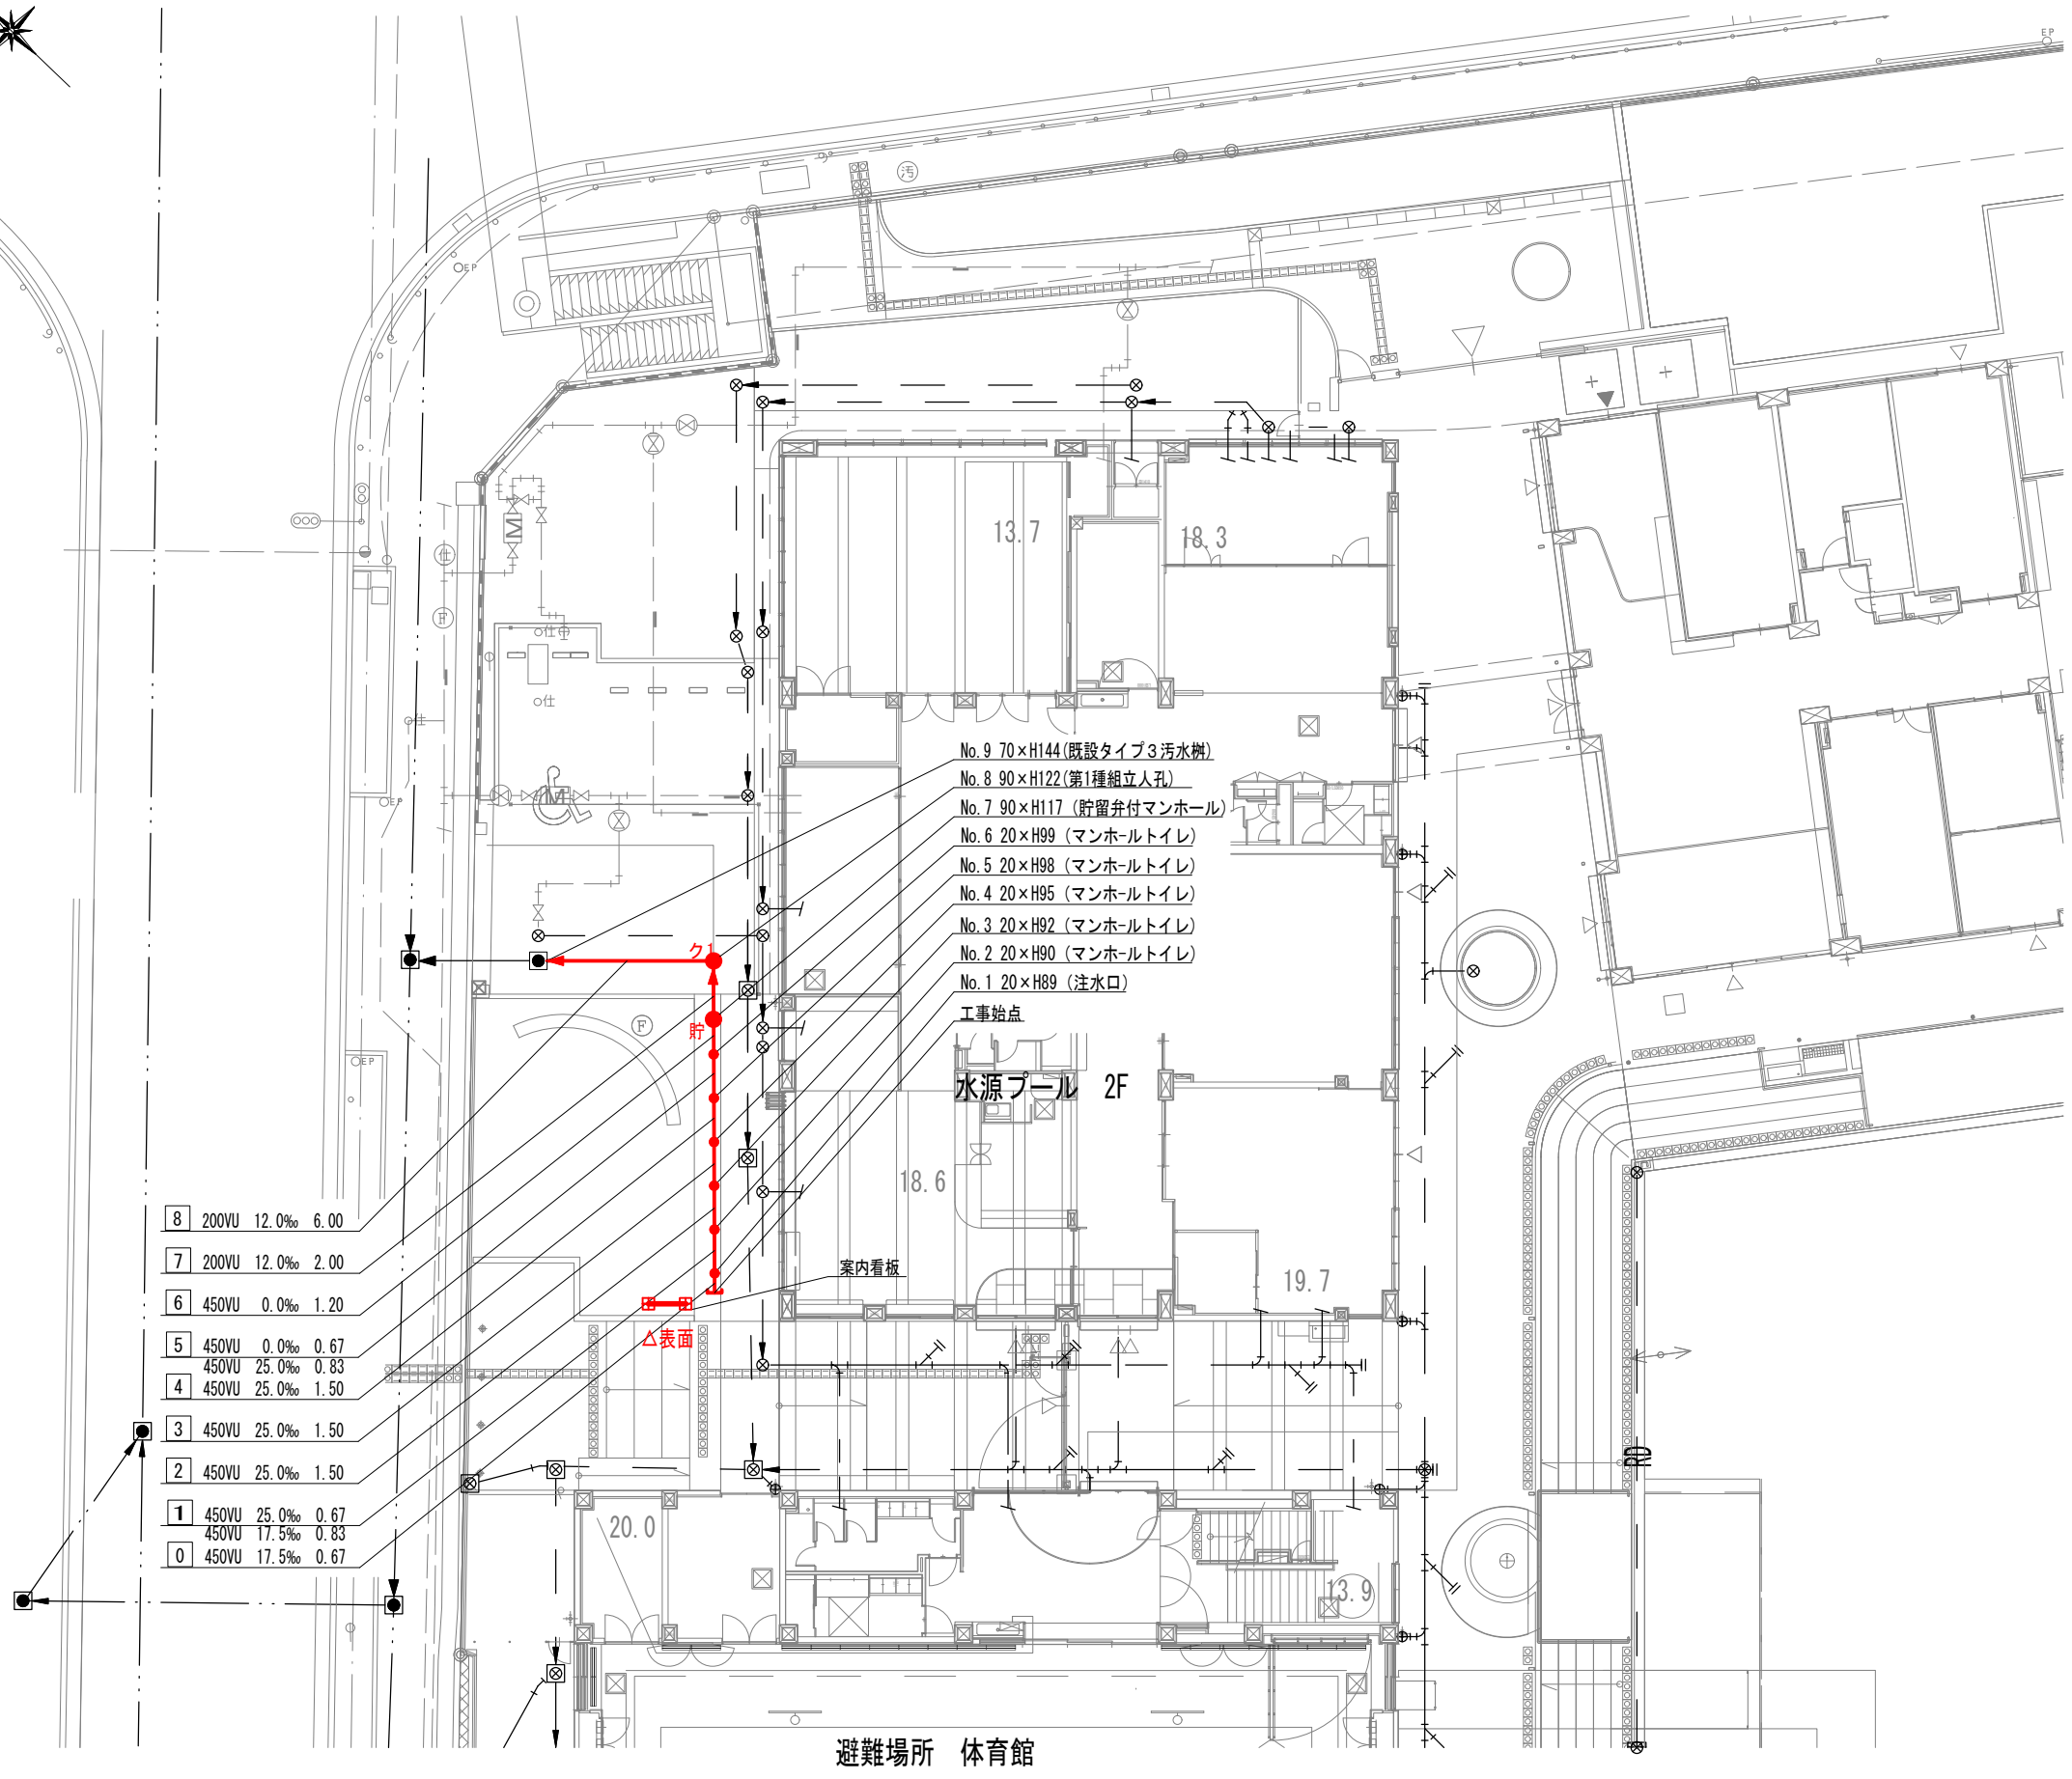 EP
汚
EP
13.7
18.3
仕
M
F
仕
仕
仕
EP
M
No.9 70×H144(既設タイプ3汚水桝)
No.8 90×H122(第1種組立人孔)
No.7 90×H117 (貯留弁付マンホール)
No.6 20×H99 (マンホールトイレ)
No.5 20×H98 (マンホールトイレ)
No.4 20×H95 (マンホールトイレ)
No.3 20×H92 (マンホールトイレ)
No.2 20×H90 (マンホールトイレ)
No.1 20×H89 (注水口)
工事始点
ク1
貯
F
EP
水源プール 2F
18.6
19.7
案内看板
△表面
8 200VU 12.0‰ 6.00
7 200VU 12.0‰ 2.00
6 450VU 0.0‰ 1.20
5 450VU 0.0‰ 0.67
450VU 25.0‰ 0.83
4 450VU 25.0‰ 1.50
3 450VU 25.0‰ 1.50
2 450VU 25.0‰ 1.50
1 450VU 25.0‰ 0.67
450VU 17.5‰ 0.83
0 450VU 17.5‰ 0.67
RD
20.0
13.9
避難場所 体育館